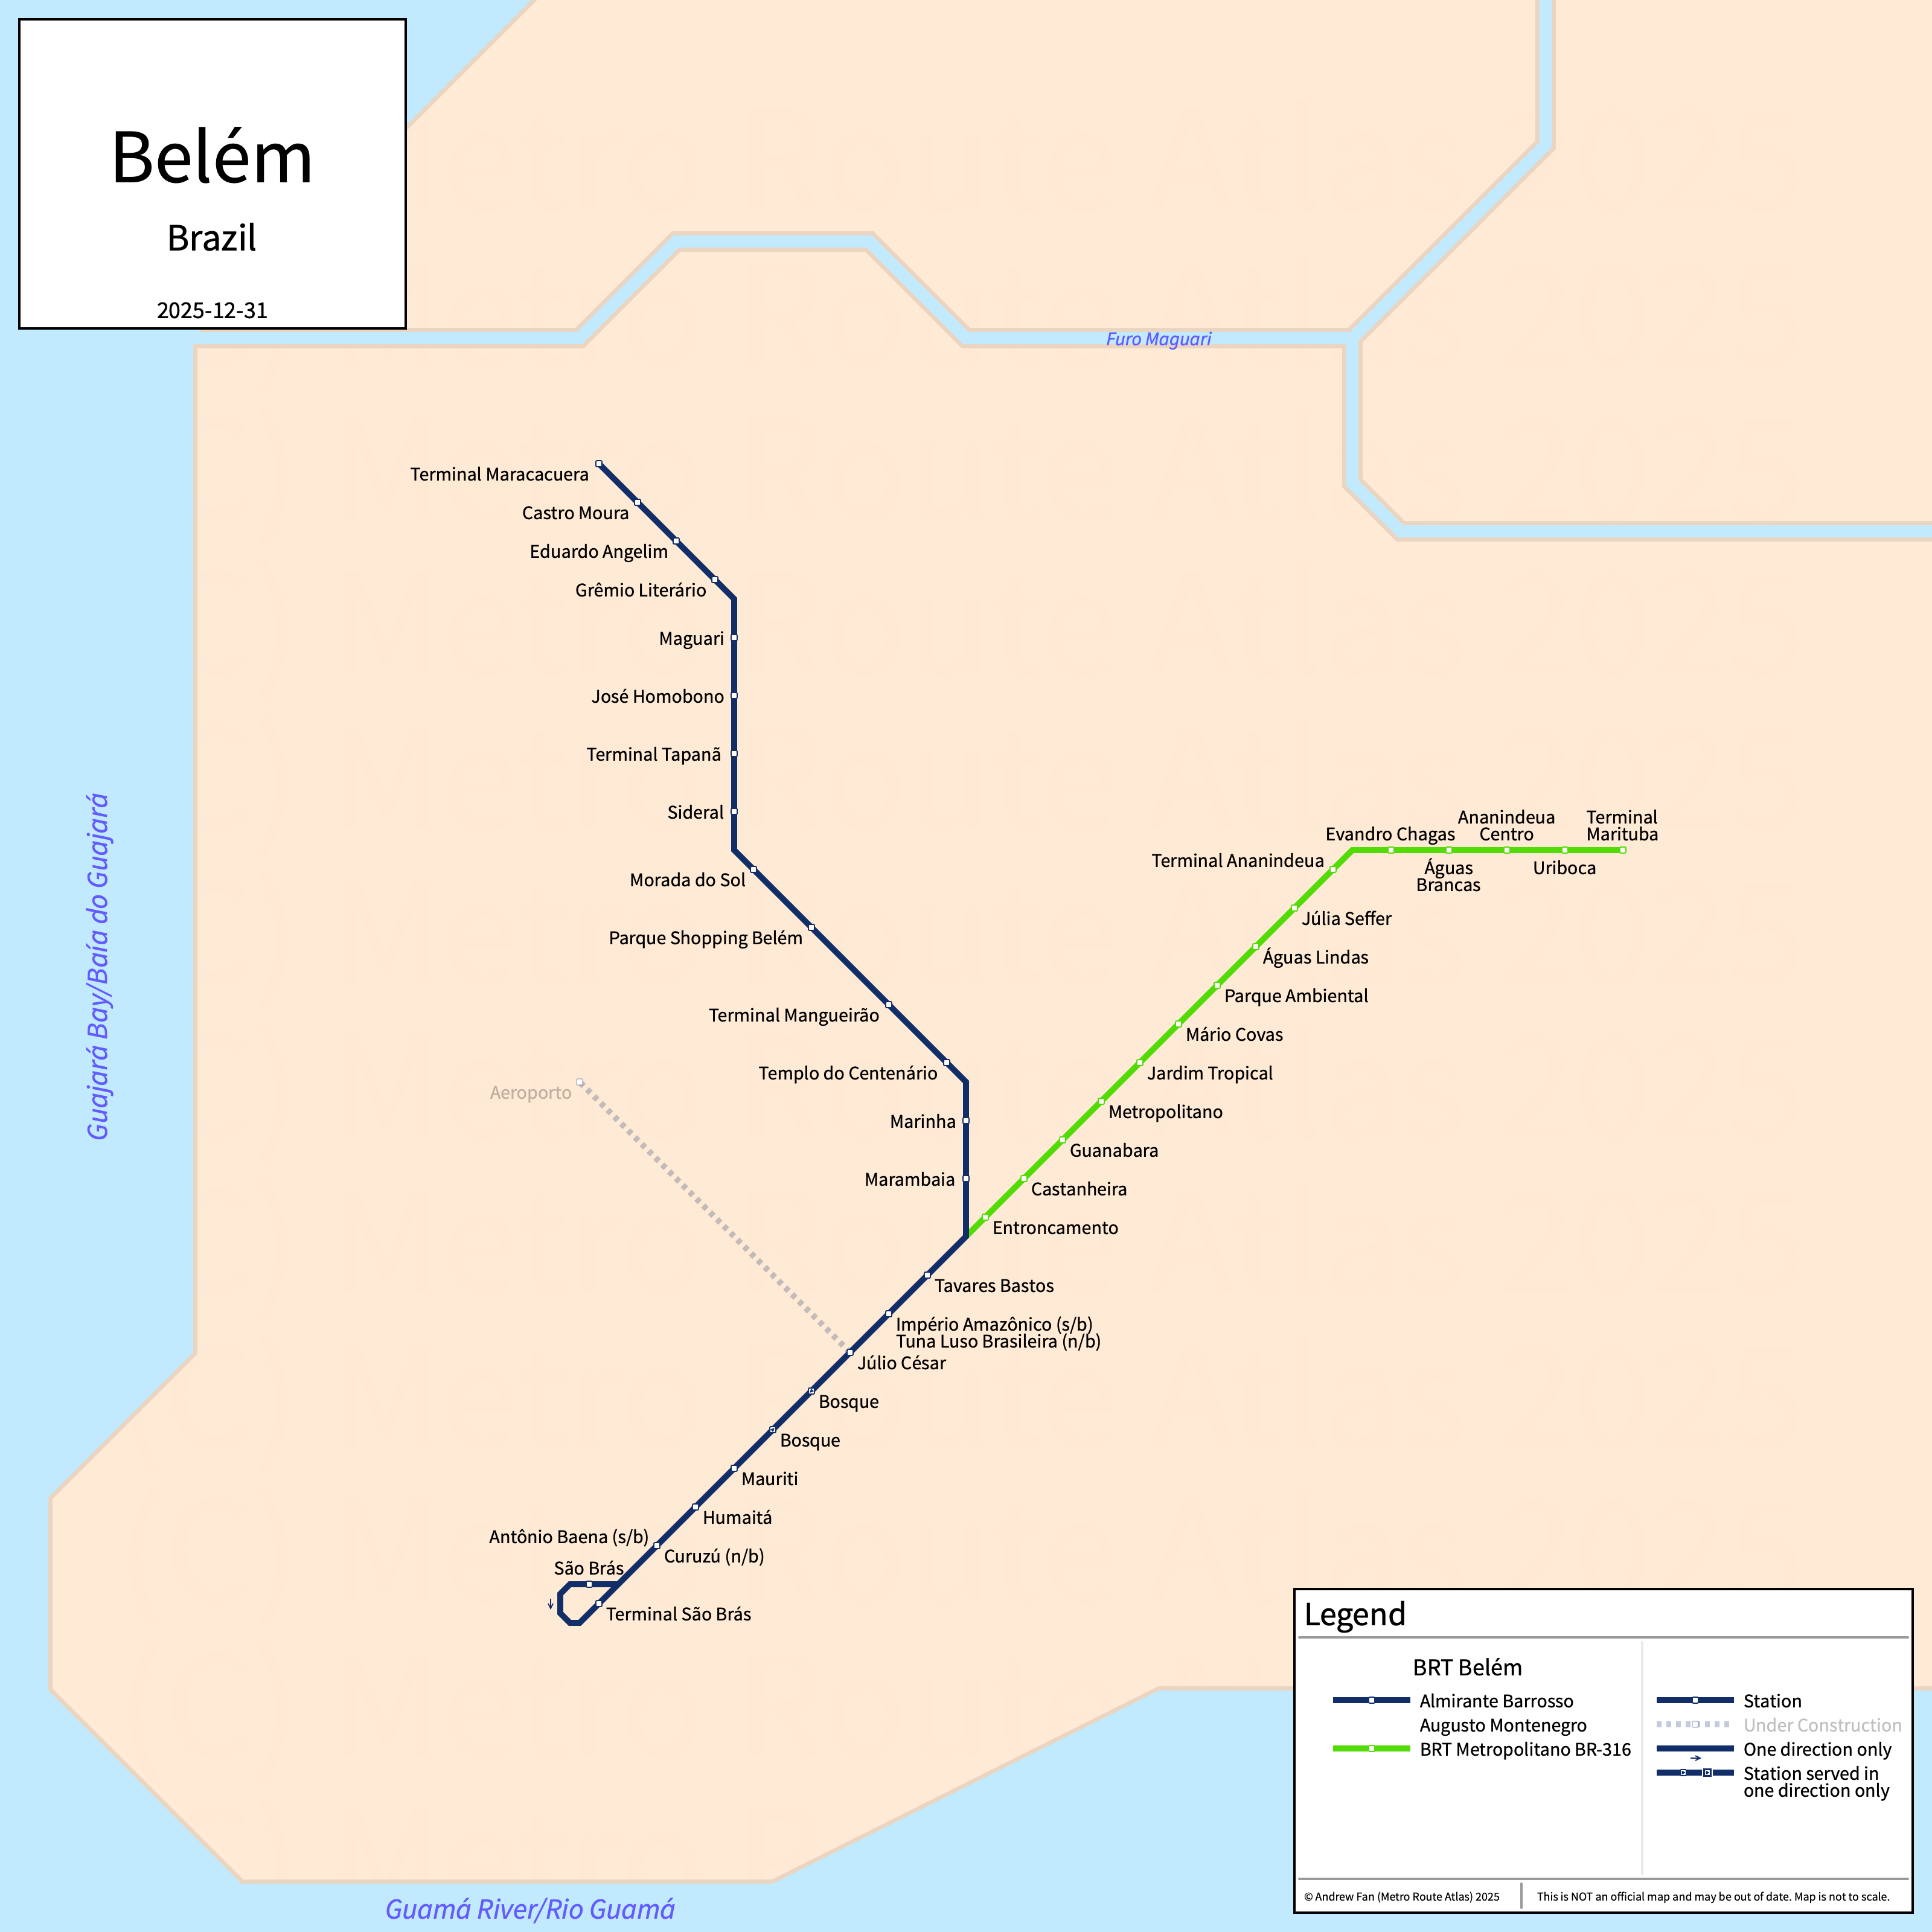 Belém
Brazil
2025-12-31
Furo Maguari
Guajará Bay/Baía do Guajará
Terminal Maracacuera
Castro Moura
Eduardo Angelim
Grêmio Literário
Maguari
José Homobono
Terminal Tapanã
Sideral
Morada do Sol
Parque Shopping Belém
Terminal Mangueirão
Templo do Centenário
Marinha
Marambaia
Aeroporto
Terminal
Marituba
Uriboca
Ananindeua
Centro
Águas
Brancas
Evandro Chagas
Terminal Ananindeua
Júlia Seffer
Águas Lindas
Parque Ambiental
Mário Covas
Jardim Tropical
Metropolitano
Guanabara
Castanheira
Entroncamento
Tavares Bastos
Império Amazônico (s/b)
Tuna Luso Brasileira (n/b)
Júlio César
Bosque
Bosque
Mauriti
Humaitá
Antônio Baena (s/b)
Curuzú (n/b)
São Brás
Terminal São Brás
Guamá River/Rio Guamá
Legend
BRT Belém
Almirante Barrosso
Augusto Montenegro
BRT Metropolitano BR-316
Station
Under Construction
One direction only
Station served in
one direction only
© Andrew Fan (Metro Route Atlas) 2025
This is NOT an official map and may be out of date. Map is not to scale.